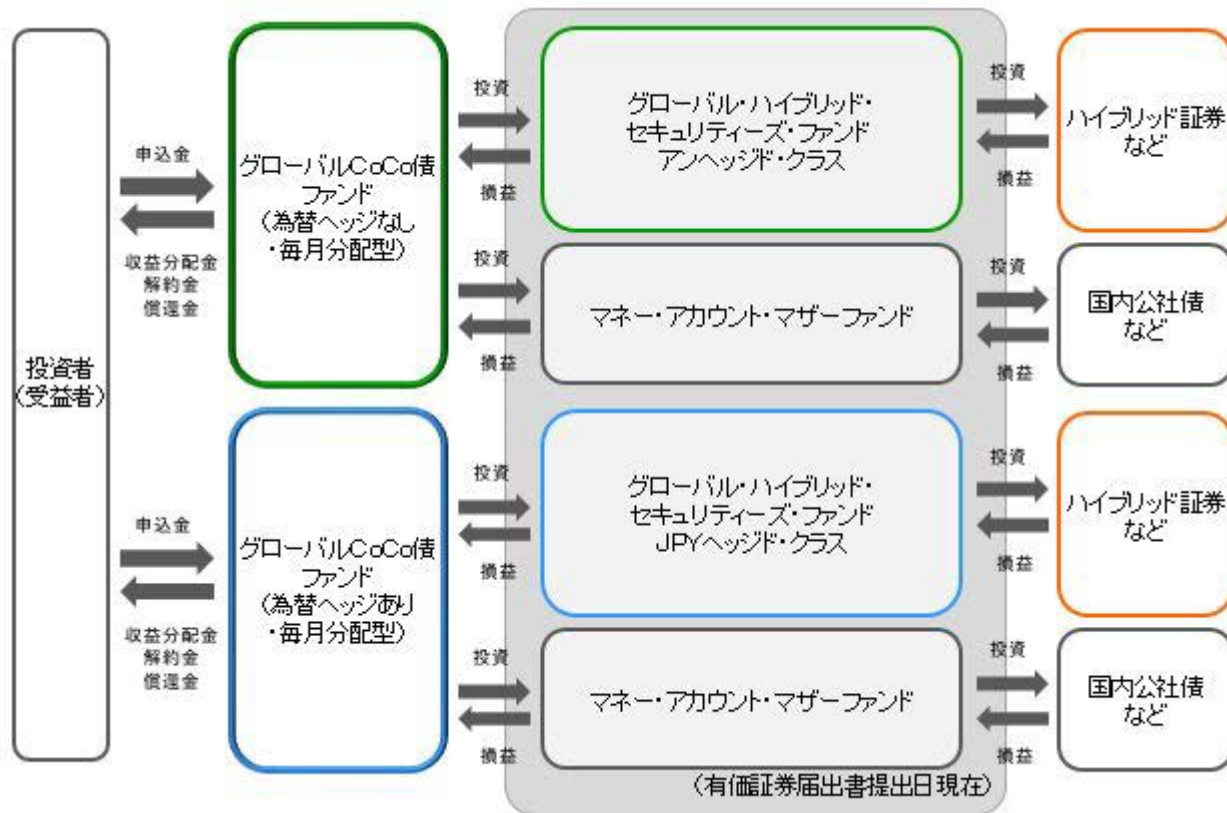 投資者
(受益者)
申込金
収益分配金
解約金
償還金
グローバルCoCo債
ファンド
(為替ヘッジなし
・毎月分配型)
投資
損益
グローバル・ハイブリッド・
セキュリティーズ・ファンド
アンヘッジド・クラス
投資
損益
ハイブリッド証券
など
投資
損益
マネー・アカウント・マザーファンド
投資
損益
国内公社債
など
申込金
収益分配金
解約金
償還金
グローバルCoCo債
ファンド
(為替ヘッジあり
・毎月分配型)
投資
損益
グローバル・ハイブリッド・
セキュリティーズ・ファンド
JPYヘッジド・クラス
投資
損益
ハイブリッド証券
など
投資
損益
マネー・アカウント・マザーファンド
投資
損益
国内公社債
など
(有価証券届出書提出日現在)